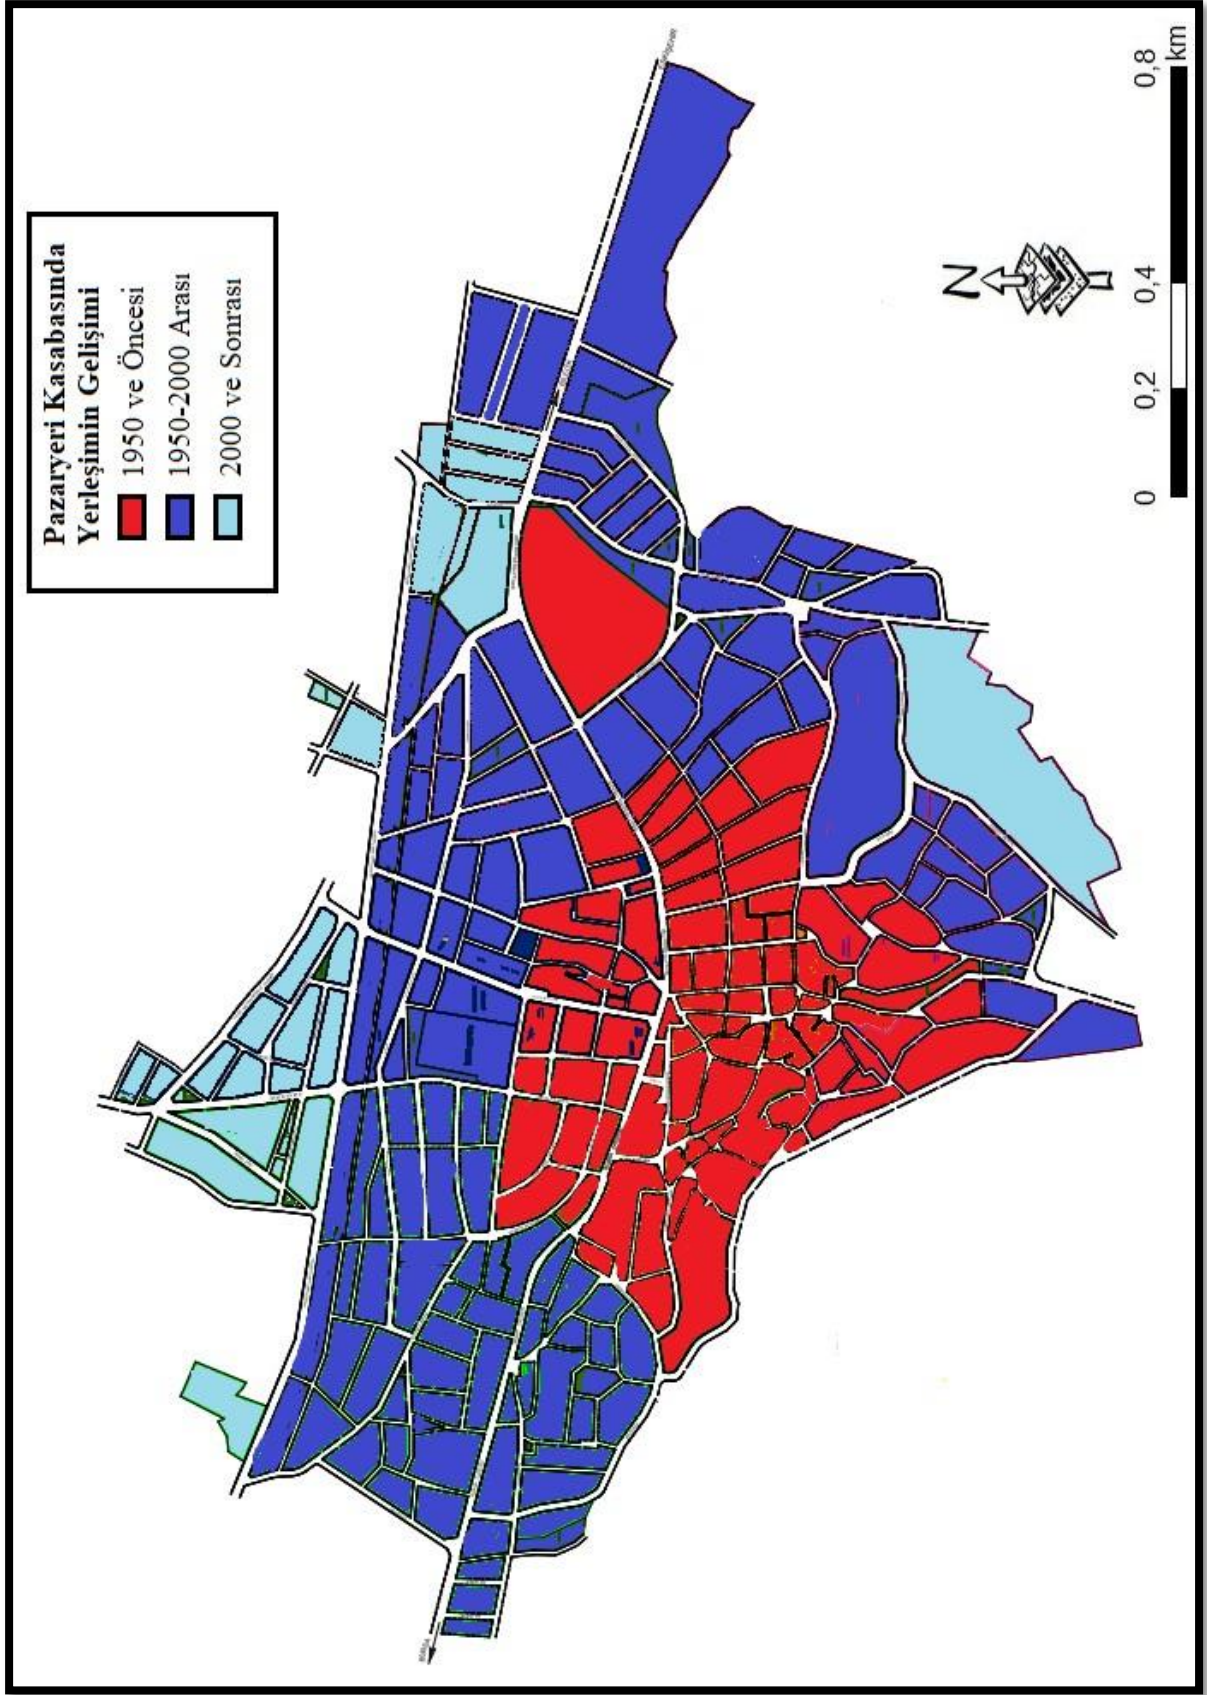 Pazaryeri Kasabasında
Yerleşimin Gelişimi
1950 ve Öncesi
1950-2000 Arası
2000 ve Sonrası
N
0 0,2 0,4 0,8
km